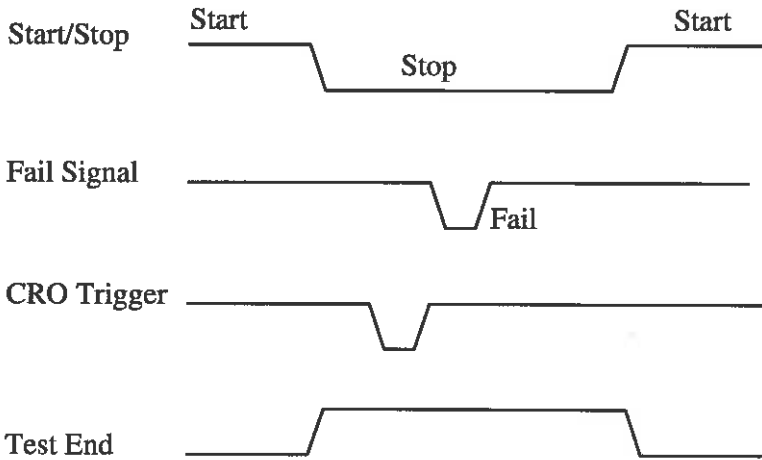 Start/Stop
Start
Stop
Start
Fail Signal
Fail
CRO Trigger
Test End